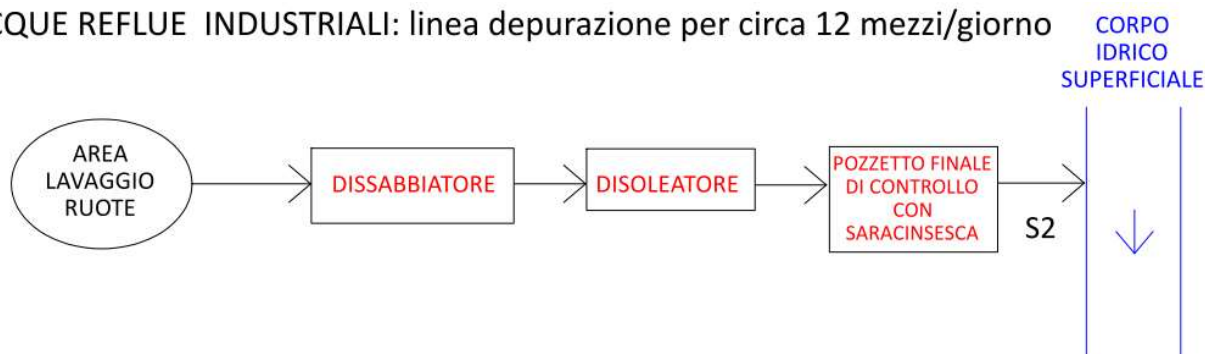 CQUE REFLUE INDUSTRIALI: linea depurazione per circa 12 mezzi/giorno
CORPO
IDRICO
SUPERFICIALE
AREA
LAVAGGIO
RUOTE
DISSABBIATORE
DISOLEATORE
POZZETTO FINALE
DI CONTROLLO
CON
SARACINSESCA
S2